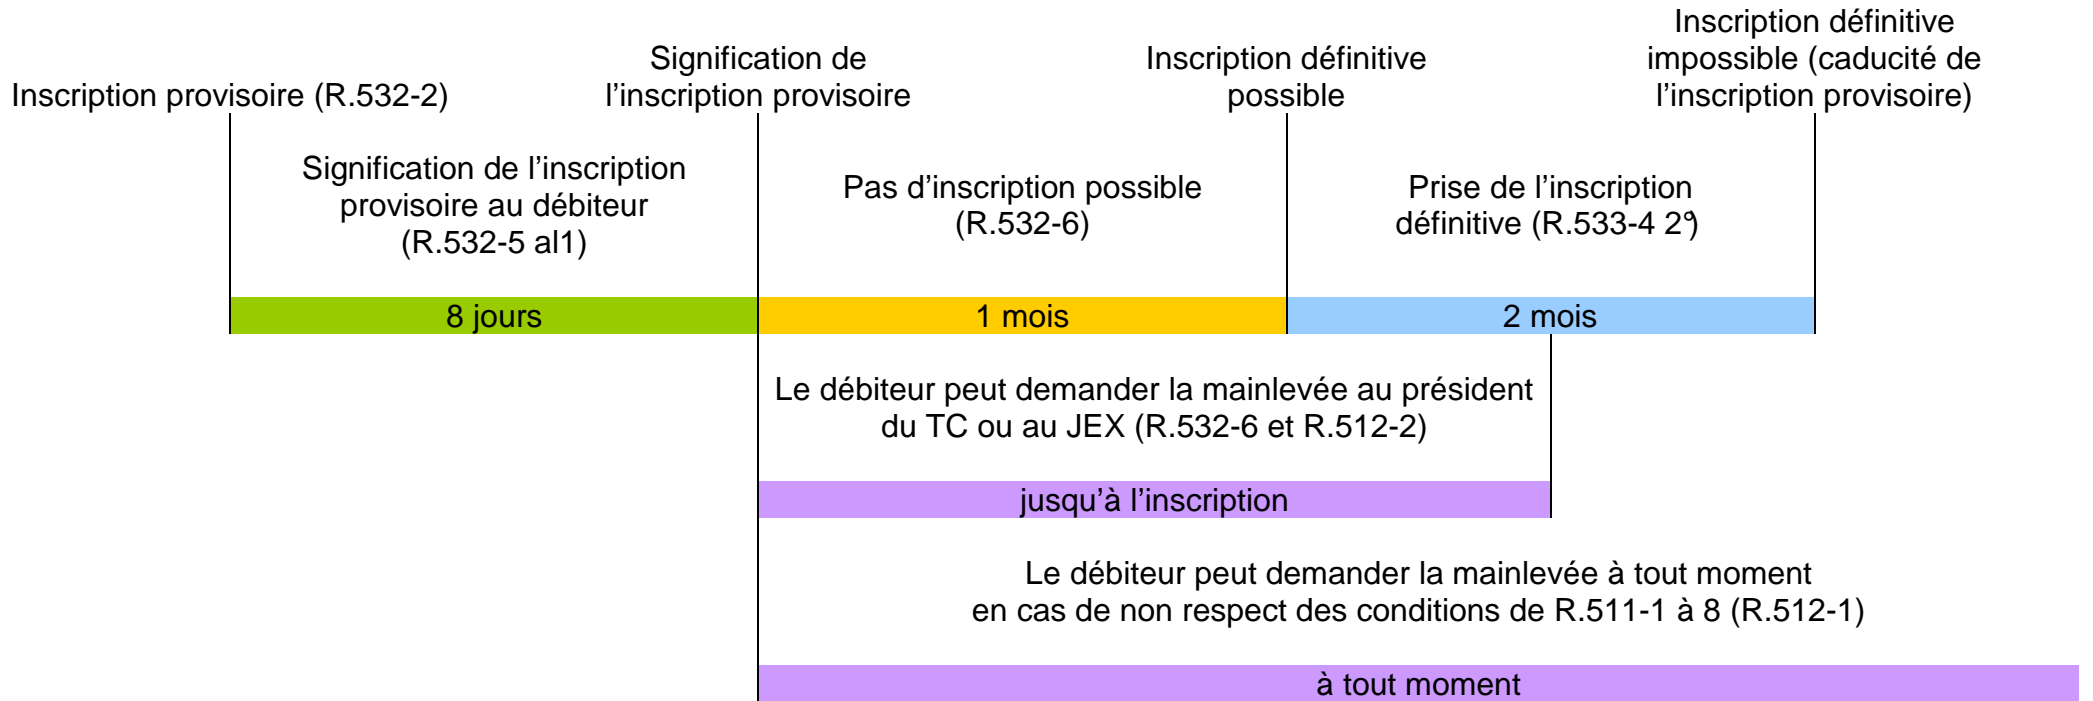 Inscription provisoire (R.532-2)
Signification de
l’inscription provisoire
Inscription définitive
possible
Inscription définitive
impossible (caducité de
l’inscription provisoire)
Signification de l’inscription
provisoire au débiteur
(R.532-5 al1)
Pas d’inscription possible
(R.532-6)
Prise de l’inscription
définitive (R.533-4 2°)
8 jours
1 mois
2 mois
Le débiteur peut demander la mainlevée au président
du TC ou au JEX (R.532-6 et R.512-2)
jusqu’à l’inscription
Le débiteur peut demander la mainlevée à tout moment
en cas de non respect des conditions de R.511-1 à 8 (R.512-1)
à tout moment